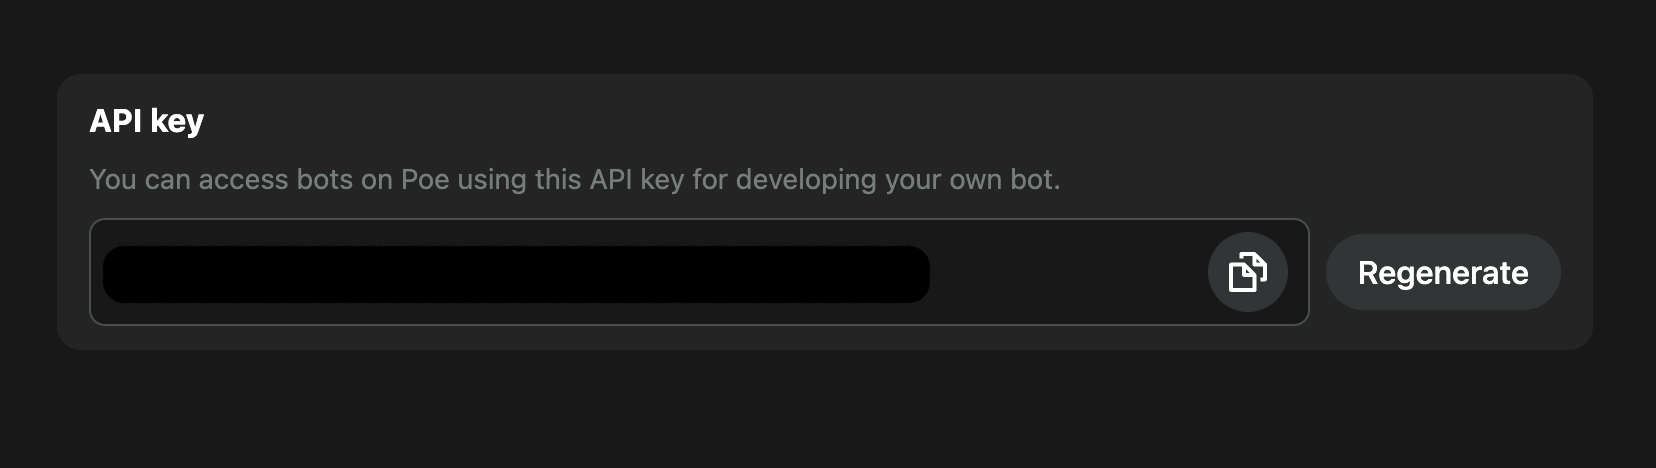 API key
You can access bots on Poe using this API key for developing your own bot.
Regenerate